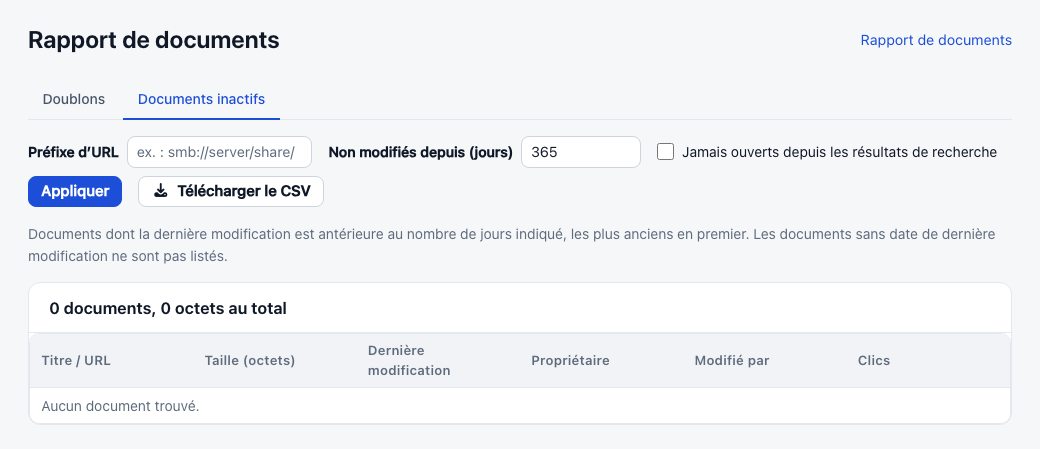 Rapport de documents
Rapport de documents
Doublons
Documents inactifs
Préfixe d’URL
ex. : smb://server/share/
Non modifiés depuis (jours)
365
Jamais ouverts depuis les résultats de recherche
Appliquer
Télécharger le CSV
Documents dont la dernière modification est antérieure au nombre de jours indiqué, les plus anciens en premier. Les documents sans date de dernière
modification ne sont pas listés.
0 documents, 0 octets au total
Titre / URL
Taille (octets)
Dernière
modification
Propriétaire
Modifié par
Clics
Aucun document trouvé.